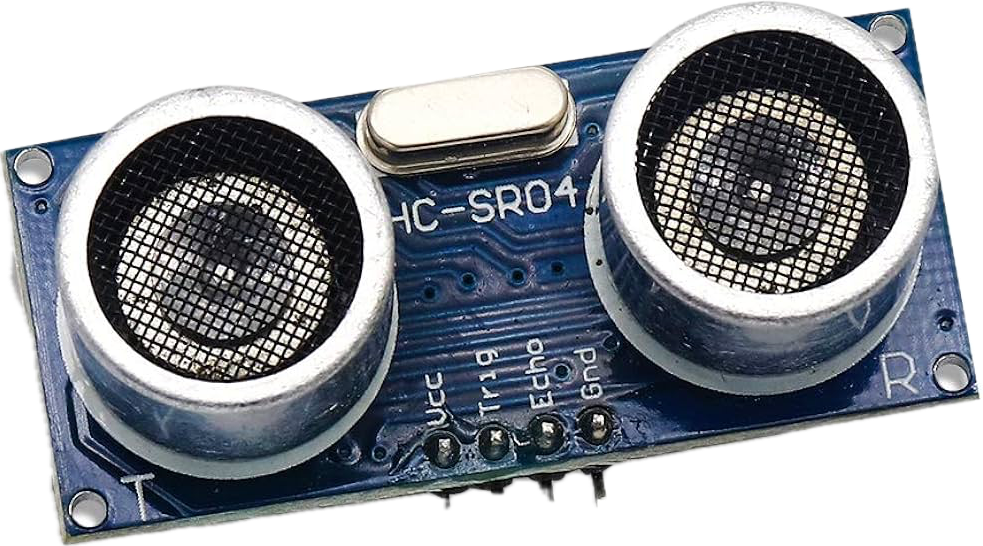 HC-SR04
Vcc
Trig
Echo
Gnd
R
T